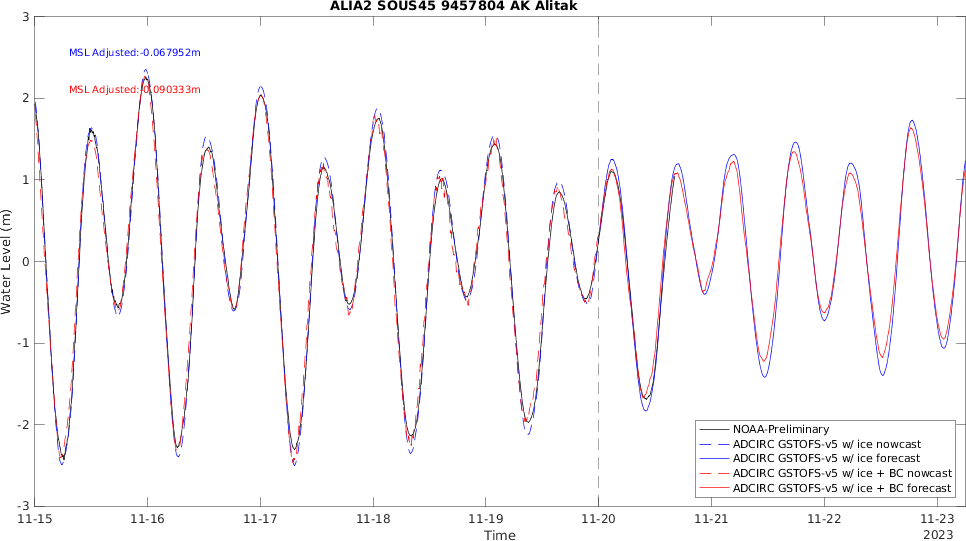 ALIA2 SOUS45 9457804 AK Alitak
MSL Adjusted:-0.067952m
MSL Adjusted:-0.090333m
Water Level (m)
3
2
1
0
-1
-2
-3
NOAA-Preliminary
ADCIRC GSTOFS-v5 w/ ice nowcast
ADCIRC GSTOFS-v5 w/ ice forecast
ADCIRC GSTOFS-v5 w/ ice + BC nowcast
ADCIRC GSTOFS-v5 w/ ice + BC forecast
11-15 11-16 11-17 11-18 11-19 11-20 11-21 11-22 11-23
Time
2023